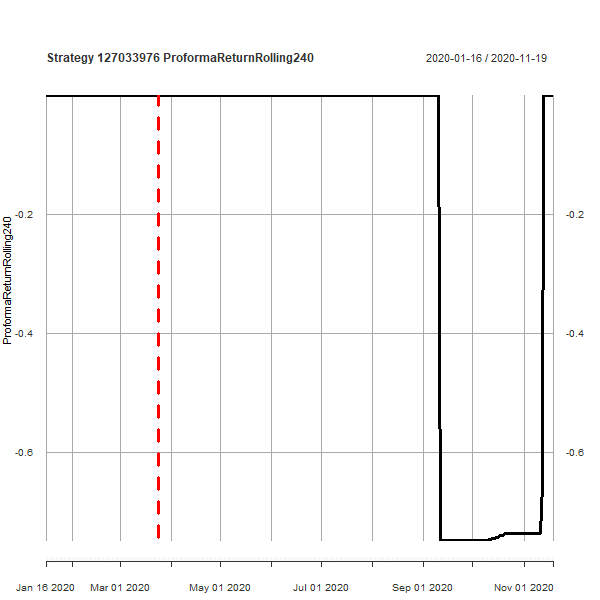 Strategy 127033976 ProformaReturnRolling240
2020-01-16 / 2020-11-19
ProformaReturnRolling240
-0.2
-0.4
-0.6
-0.2
-0.4
-0.6
Jan 16 2020
Mar 01 2020
May 01 2020
Jul 01 2020
Sep 01 2020
Nov 01 2020